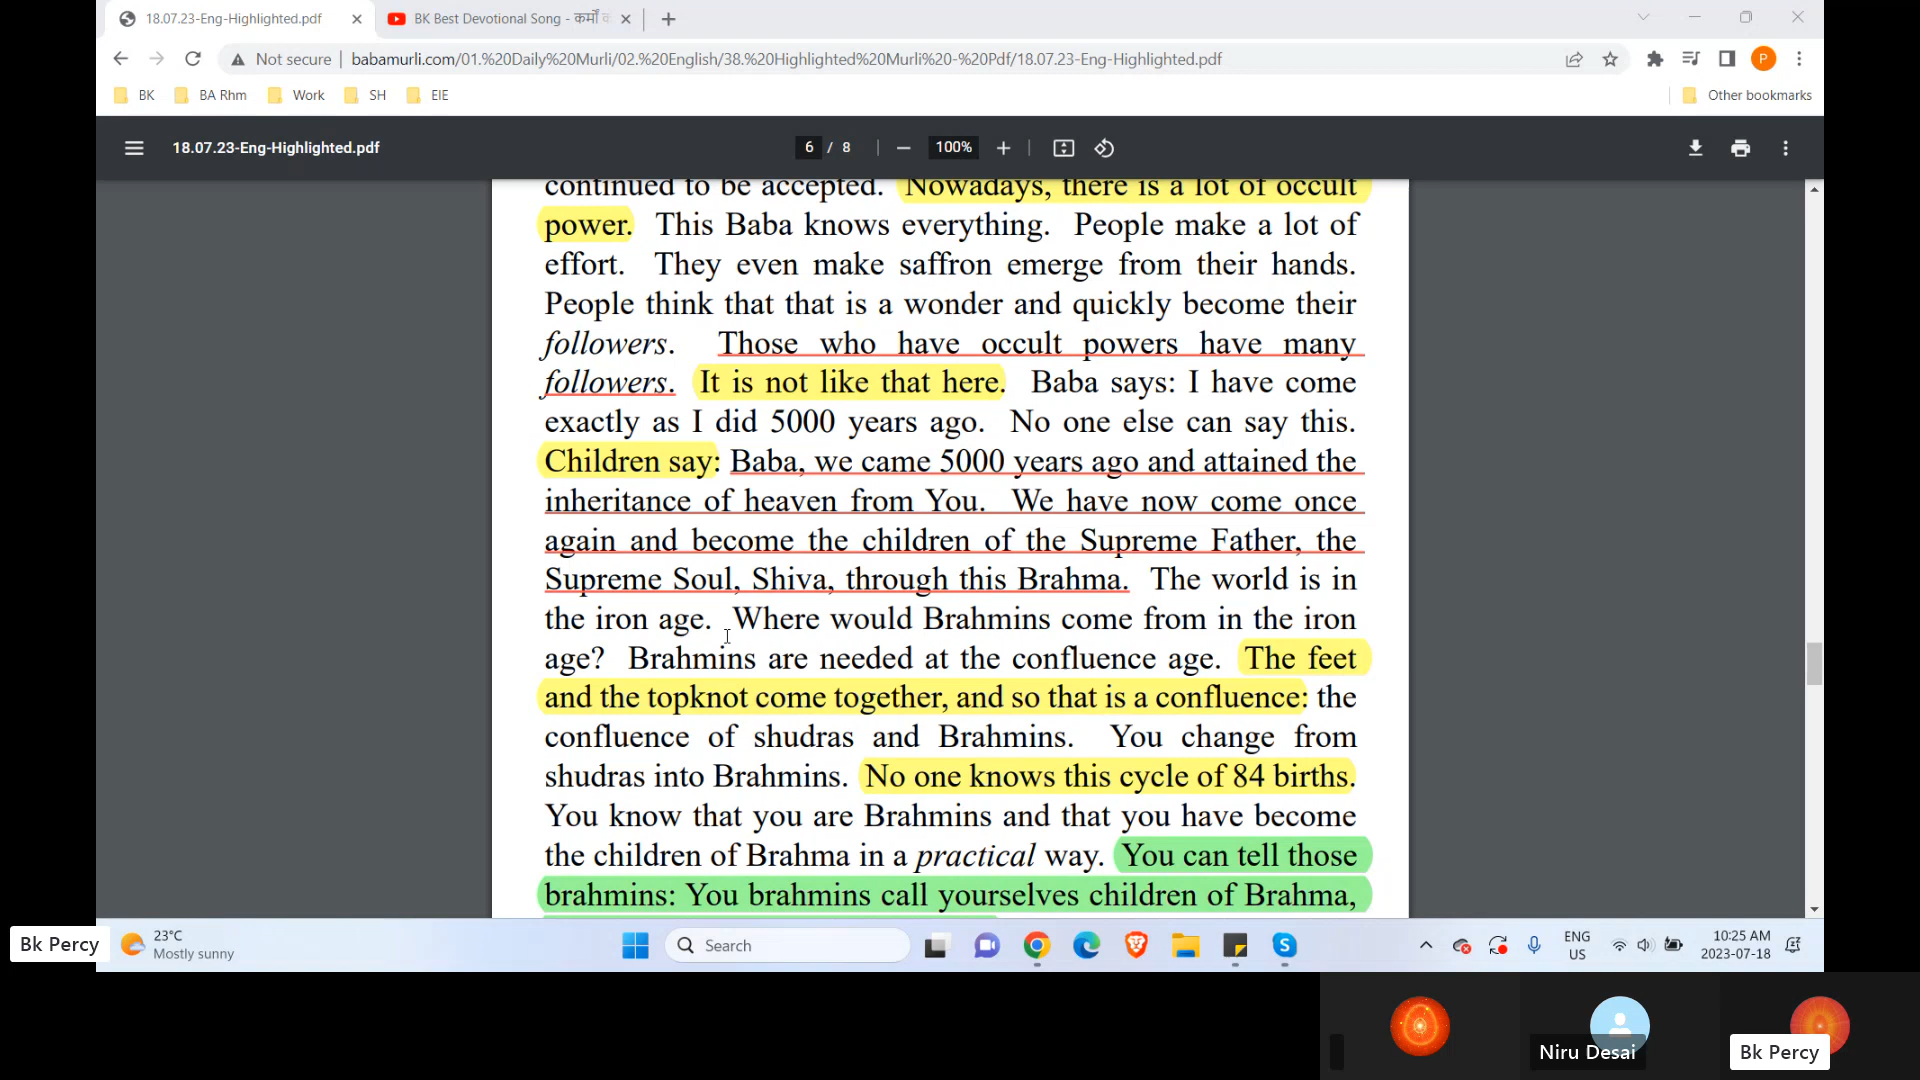 18.07.23-Eng-Highlighted.pdf
BK Best Devotional Song - कर्मों क
Not secure
babamurli.com/01.%20Daily%20Murli/02.%20English/38.%20Highlighted%20Murli%20-%20Pdf/18.07.23-Eng-Highlighted.pdf
P
BK
BA Rhm
Work
SH
EIE
Other bookmarks
18.07.23-Eng-Highlighted.pdf
6 / 8
100%
continued to be accepted. Nowadays, there is a lot of occult
power. This Baba knows everything. People make a lot of
effort. They even make saffron emerge from their hands.
People think that that is a wonder and quickly become their
followers. Those who have occult powers have many
followers. It is not like that here. Baba says: I have come
exactly as I did 5000 years ago. No one else can say this.
Children say: Baba, we came 5000 years ago and attained the
inheritance of heaven from You. We have now come once
again and become the children of the Supreme Father, the
Supreme Soul, Shiva, through this Brahma. The world is in
the iron age. Where would Brahmins come from in the iron
age? Brahmins are needed at the confluence age. The feet
and the topknot come together, and so that is a confluence: the
confluence of shudras and Brahmins. You change from
shudras into Brahmins. No one knows this cycle of 84 births.
You know that you are Brahmins and that you have become
the children of Brahma in a practical way. You can tell those
brahmins: You brahmins call yourselves children of Brahma,
Bk Percy
23°C
Mostly sunny
Search
ENG
US
10:25 AM
2023-07-18
Niru Desai
Bk Percy